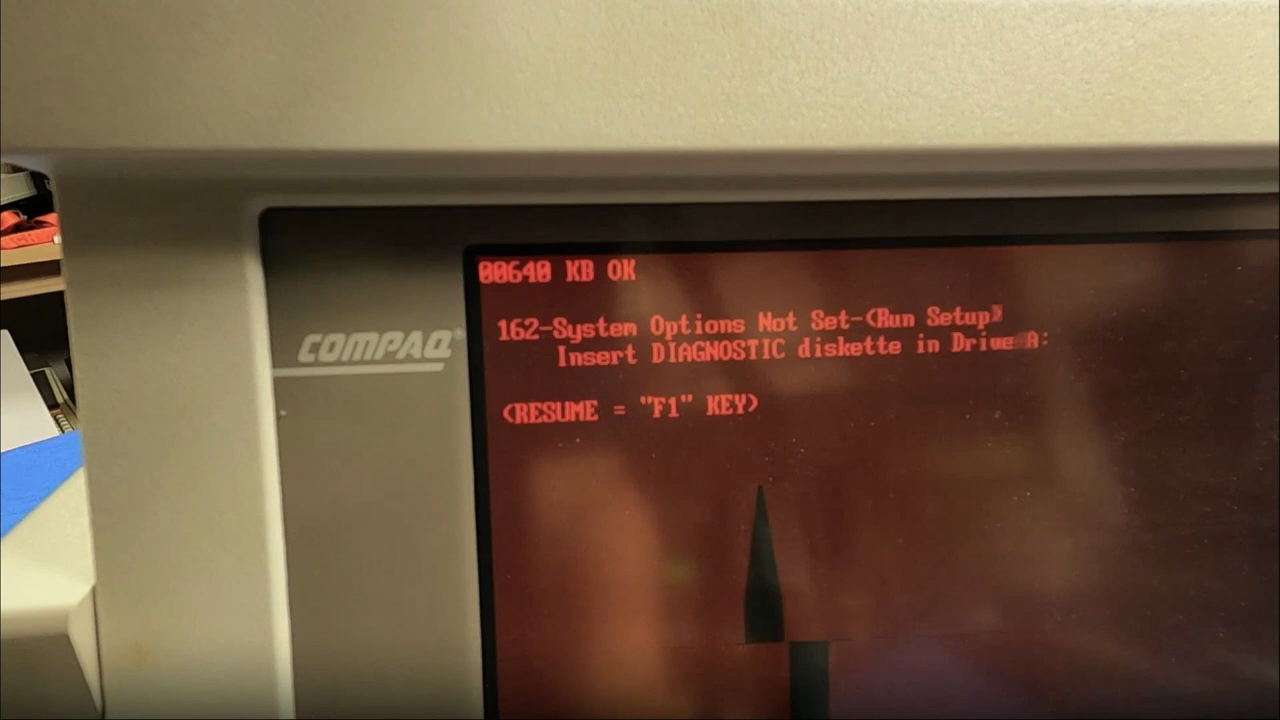 00640 KB OK
162-System Options Not Set-(Run Setup)
Insert DIAGNOSTIC diskette in Drive A:
(RESUME = "F1" KEY)
COMPAQ®